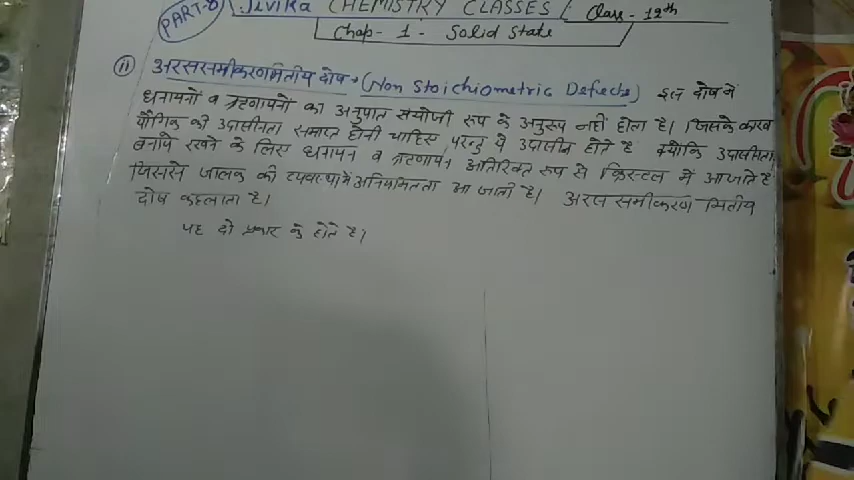 PART-8 JIVIKA CHEMISTRY CLASSES Class-12th
Chap-1. Solid State
(ii) अरससमीकरणमितीय दोष → (Non Stoichiometric Defects) इस दोष में
धनायनों व ऋणायनों का अनुपात संयोजी रूप के अनुरूप नहीं होता है। जिसके कारण
यौगिक की उदासीनता समाप्त होनी चाहिए परन्तु ये उदासीन होते है क्योंकि उदासीनता
बनाये रखने के लिए धनायन व ऋणायन अतिरिक्त रूप से क्रिस्टल में आ जाते है
जिससे जालक की व्यवस्था में अनियमितता आ जाती है। अरस समीकरण मितीय
दोष कहलाता है।
यह दो प्रकार के होते है।